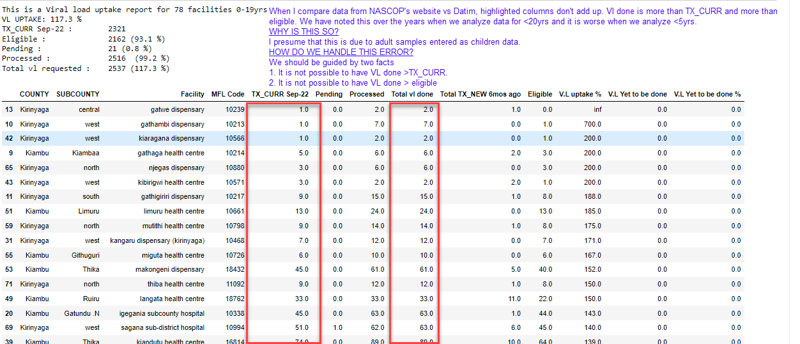 This is a Viral load uptake report for 78 facilities 0-19yrs
VL UPTAKE: 117.3 %
TX_CURR Sep-22 : 2321
Eligible : 2162 (93.1 %)
Pending : 21 (0.8 %)
Processed : 2516 (99.2 %)
Total vl requested : 2537 (117.3 %)
When I compare data from NASCOP's website vs Datim, highlighted columns don't add up. Vl done is more than TX_CURR and more than
eligible. We have noted this over the years when we analyze data for <20yrs and it is worse when we analyze <5yrs.
WHY IS THIS SO?
I presume that this is due to adult samples entered as children data.
HOW DO WE HANDLE THIS ERROR?
We should be guided by two facts
1. It is not possible to have VL done >TX_CURR.
2. It is not possible to have VL done > eligible
COUNTY SUBCOUNTY Facility MFL Code TX_CURR Sep-22 Pending Processed Total vl done Total TX_NEW 6mos ago Eligible V.L uptake % V.L Yet to be done V.L Yet to be done %
13 Kirinyaga central gatwe dispensary 10239 1.0 0.0 2.0 2.0 1.0 0.0 inf 0.0 0.0
10 Kirinyaga west gathambi dispensary 10213 1.0 0.0 7.0 7.0 0.0 1.0 700.0 0.0 0.0
42 Kirinyaga west kiaragana dispensary 10566 1.0 0.0 2.0 2.0 0.0 1.0 200.0 0.0 0.0
9 Kiambu Kiambaa gathaga health centre 10214 5.0 0.0 6.0 6.0 2.0 3.0 200.0 0.0 0.0
65 Kirinyaga north njegas dispensary 10880 3.0 0.0 6.0 6.0 0.0 3.0 200.0 0.0 0.0
43 Kirinyaga west kibirigwi health centre 10571 3.0 0.0 2.0 2.0 2.0 1.0 200.0 0.0 0.0
11 Kirinyaga south gathigiriri dispensary 10217 9.0 0.0 15.0 15.0 1.0 8.0 188.0 0.0 0.0
51 Kiambu Limuru limuru health centre 10661 13.0 0.0 24.0 24.0 0.0 13.0 185.0 0.0 0.0
59 Kirinyaga north mutithi health centre 10798 9.0 0.0 14.0 14.0 1.0 8.0 175.0 0.0 0.0
31 Kirinyaga west kangaru dispensary (kirinyaga) 10468 7.0 0.0 12.0 12.0 0.0 7.0 171.0 0.0 0.0
55 Kiambu Githuguri miguta health centre 10726 6.0 0.0 10.0 10.0 0.0 6.0 167.0 0.0 0.0
53 Kiambu Thika makongeni dispensary 18432 45.0 0.0 61.0 61.0 5.0 40.0 152.0 0.0 0.0
71 Kirinyaga north thiba health centre 11092 9.0 0.0 12.0 12.0 1.0 8.0 150.0 0.0 0.0
49 Kiambu Ruiru langata health centre 18762 33.0 0.0 33.0 33.0 11.0 22.0 150.0 0.0 0.0
20 Kiambu Gatundu .N igegania subcounty hospital 10338 45.0 0.0 63.0 63.0 1.0 44.0 143.0 0.0 0.0
69 Kirinyaga west sagana sub-district hospital 10994 51.0 1.0 62.0 63.0 6.0 45.0 140.0 0.0 0.0
39 Kiambu Thika kiandutu health centre 16814 74.0 0.0 89.0 89.0 10.0 64.0 139.0 0.0 0.0